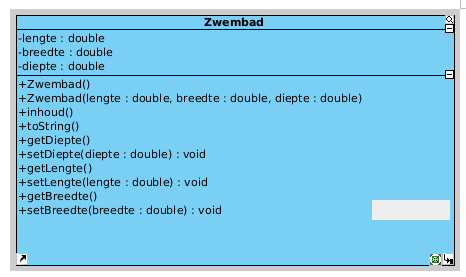 Zwembad
-lengte : double
-breedte : double
-diepte : double
+Zwembad()
+Zwembad(lengte : double, breedte : double, diepte : double)
+inhoud()
+toString()
+getDiepte()
+setDiepte(diepte : double) : void
+getLengte()
+setLengte(lengte : double) : void
+getBreedte()
+setBreedte(breedte : double) : void